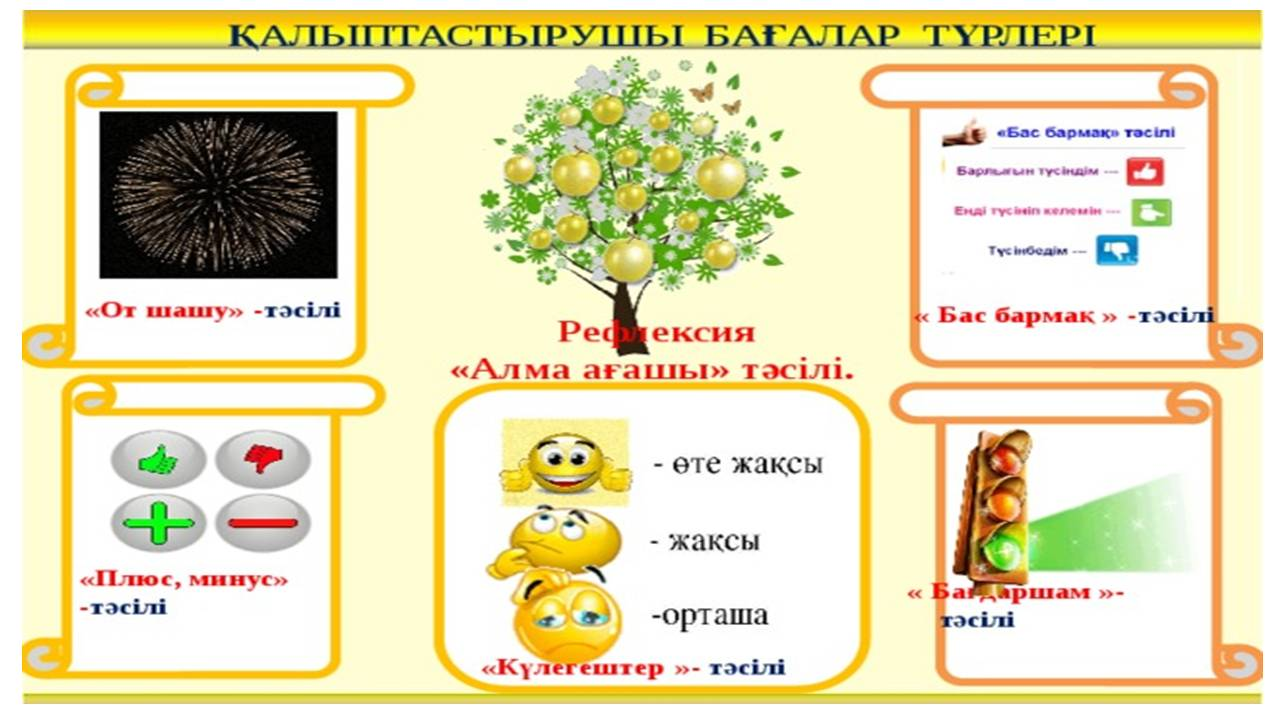 ҚАЛЫПТАСТЫРУШЫ БАҒАЛАР ТҮРЛЕРІ
«От шашу» -тәсілі
Рефлексия
«Алма ағашы» тәсілі.
«Бас бармақ» тәсілі
Барлығын түсіндім ---
Енді түсініп келемін ---
Түсінбедім ---
« Бас бармақ » -тәсілі
«Плюс, минус»
-тәсілі
- өте жақсы
- жақсы
-орташа
«Күлегештер »- тәсілі
« Бағдаршам »-
тәсілі